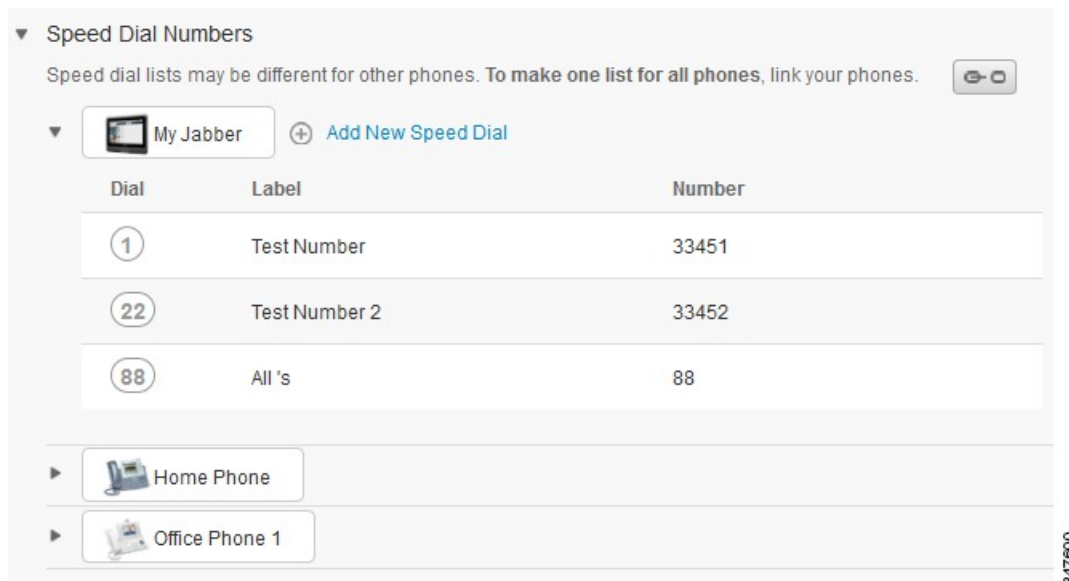 Speed Dial Numbers
Speed dial lists may be different for other phones. To make one list for all phones, link your phones.
My Jabber
Add New Speed Dial
Dial Label Number
1 Test Number 33451
22 Test Number 2 33452
88 All 's 88
Home Phone
Office Phone 1